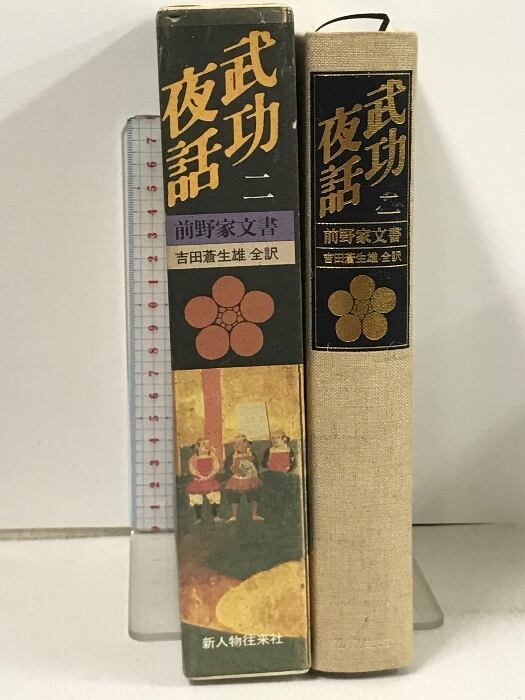 武功
夜話
二
前野家文書
吉田蒼生雄 全訳
新人物往来社
武功
夜話
二
前野家文書
吉田蒼生雄 全訳